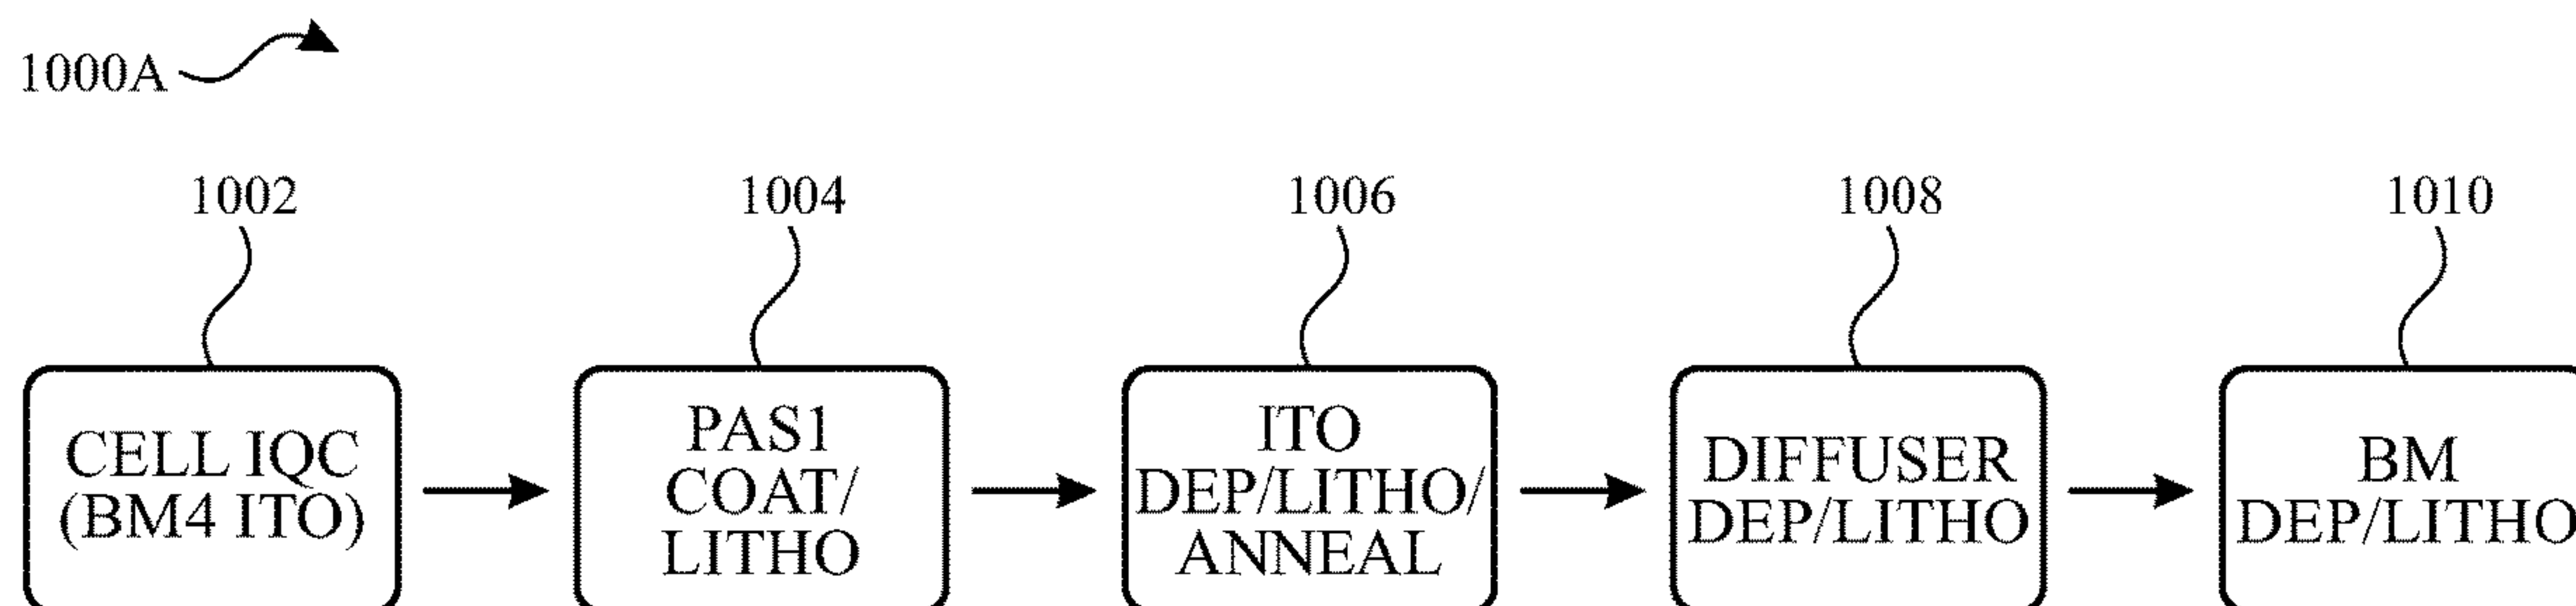 1000A
1002
1004
1006
1008
1010
CELL IQC
(BM4 ITO)
PAS1
COAT/
LITHO
ITO
DEP/LITHO/
ANNEAL
DIFFUSER
DEP/LITHO
BM
DEP/LITHO